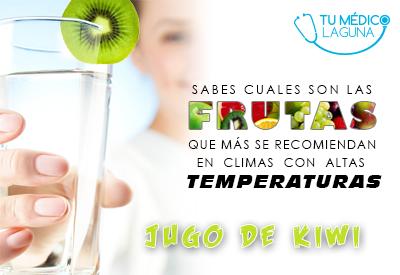 TU MÉDICO
LAGUNA
SABES CUALES SON LAS
FRUTAS
QUE MÁS SE RECOMIENDAN
EN CLIMAS CON ALTAS
TEMPERATURAS
JUGO DE KIWI